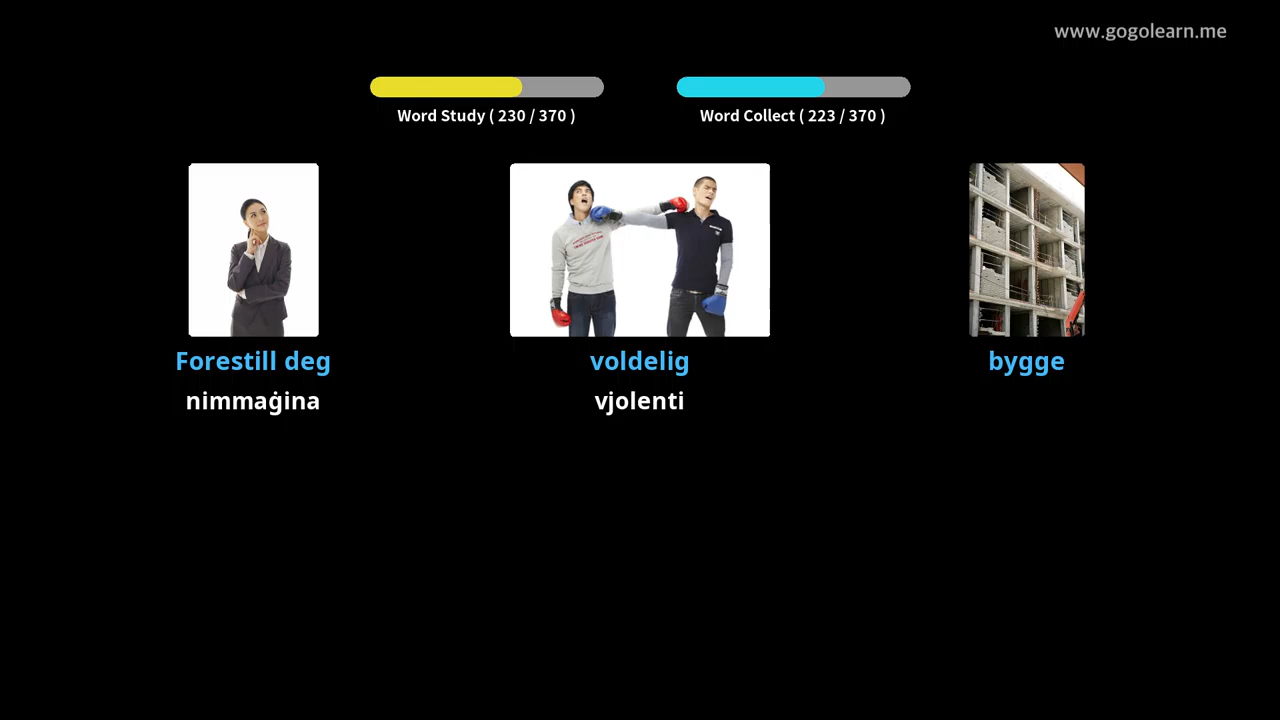 www.gogolearn.me
Word Study ( 230 / 370 )
Word Collect ( 223 / 370 )
Forestill deg
nimmaġina
voldelig
vjolenti
bygge